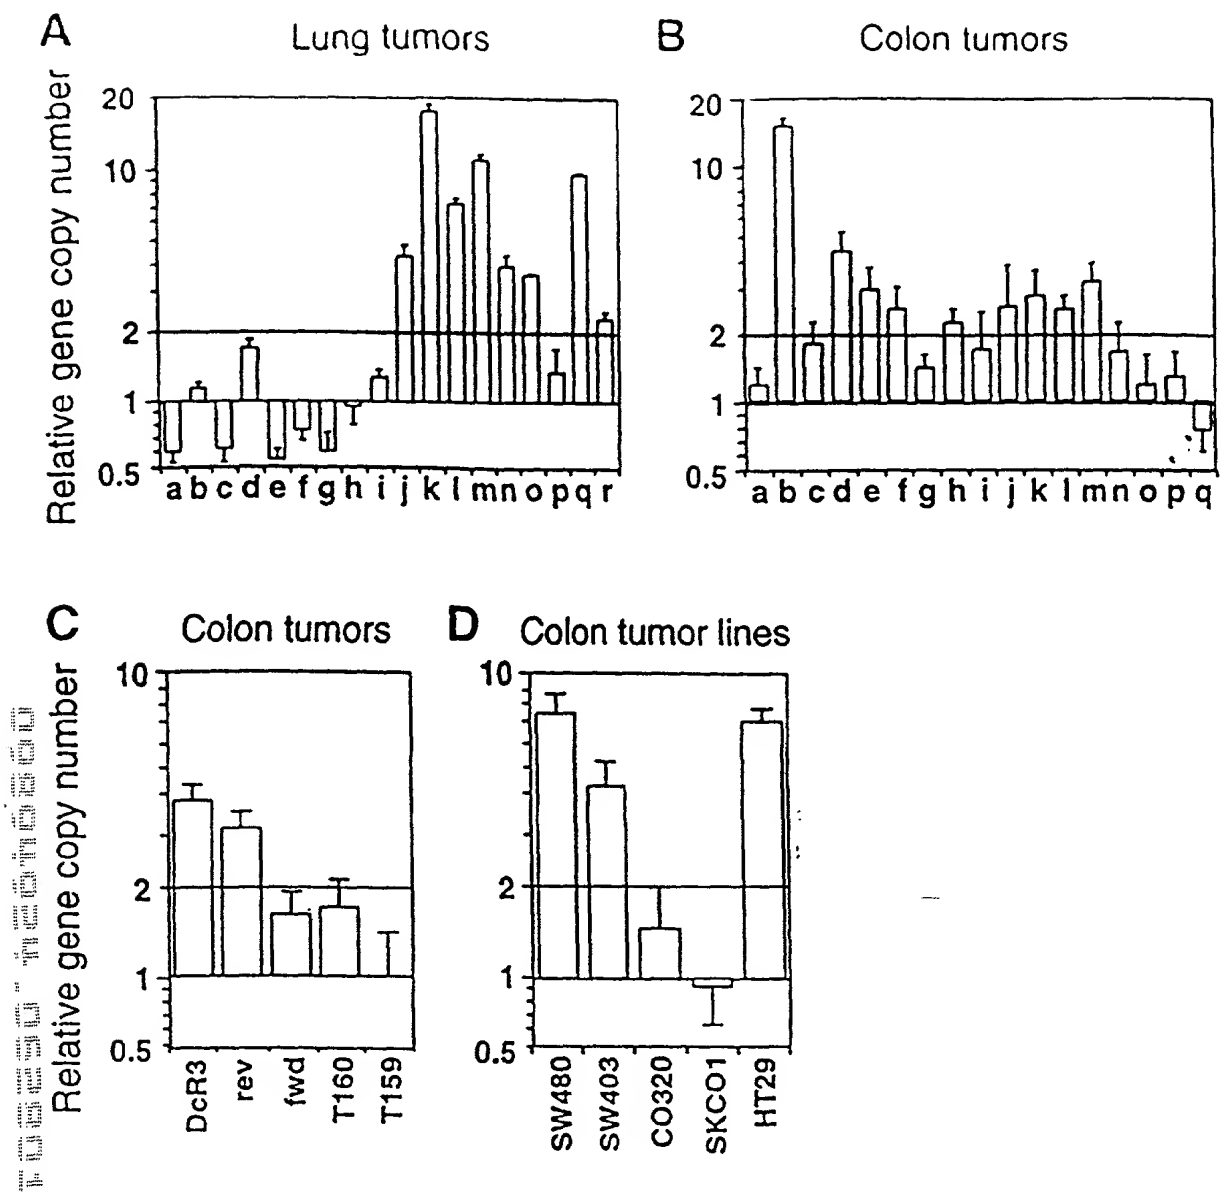 A
Lung tumors
Relative gene copy number
20
10
2
1
0.5
a b c d e f g h i j k l m n o p q r
B
Colon tumors
20
10
2
1
0.5
a b c d e f g h i j k l m n o p q
C
Colon tumors
Relative gene copy number
10
2
1
0.5
DcR3
rev
fwd
T160
T159
D
Colon tumor lines
10
2
1
0.5
SW480
SW403
CO320
SKCO1
HT29